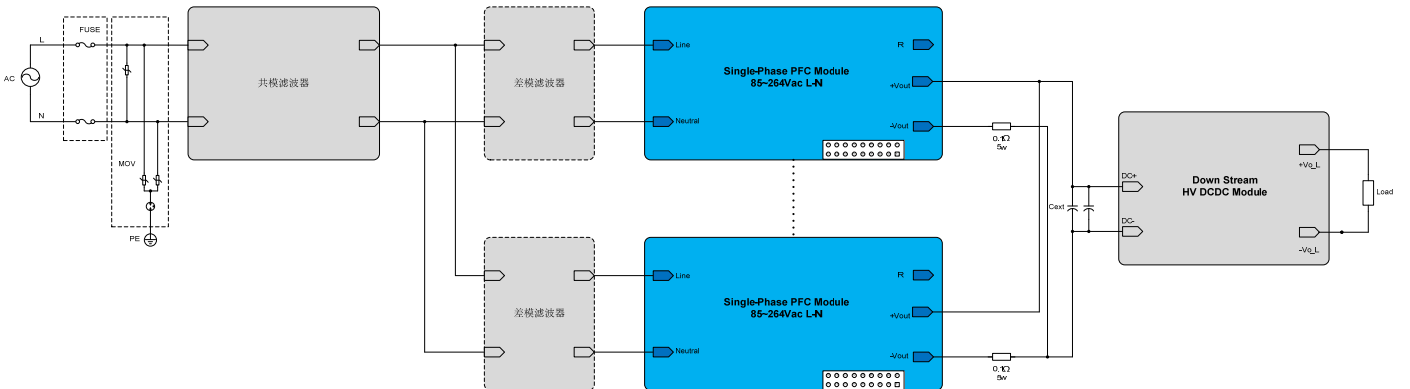 AC
L
N
FUSE
MOV
PE
共模滤波器
差模滤波器
Line
Neutral
Single-Phase PFC Module
85~264Vac L-N
R
+Vout
-Vout
0.1Ω
5w
差模滤波器
Line
Neutral
Single-Phase PFC Module
85~264Vac L-N
R
+Vout
-Vout
0.1Ω
5w
Cext
DC+
DC-
Down Stream
HV DCDC Module
+Vo_L
-Vo_L
Load